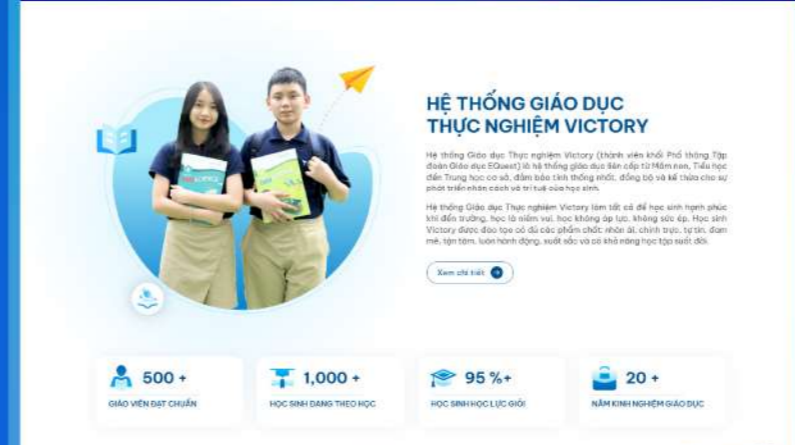 HỆ THỐNG GIÁO DỤC
THỰC NGHIỆM VICTORY
Hệ thống Giáo dục Thực nghiệm Victory (thành viên khối Phổ thông Tập
đoàn Giáo dục EQuest) là hệ thống giáo dục liên cấp từ Mầm non, Tiểu học
đến Trung học cơ sở, đảm bảo tính thống nhất, đồng bộ và kế thừa cho sự
phát triển nhân cách và trí tuệ của học sinh.
Hệ thống Giáo dục Thực nghiệm Victory làm tất cả để học sinh hạnh phúc
khi đến trường, học là niềm vui, học không áp lực, không sức ép. Học sinh
Victory được đào tạo có đủ các phẩm chất: nhân ái, chính trực, tự tin, đam
mê, tận tâm, luôn hành động, xuất sắc và có khả năng học tập suốt đời.
Xem chi tiết
500 +
GIÁO VIÊN ĐẠT CHUẨN
1,000 +
HỌC SINH ĐANG THEO HỌC
95 %+
HỌC SINH HỌC LỰC GIỎI
20 +
NĂM KINH NGHIỆM GIÁO DỤC